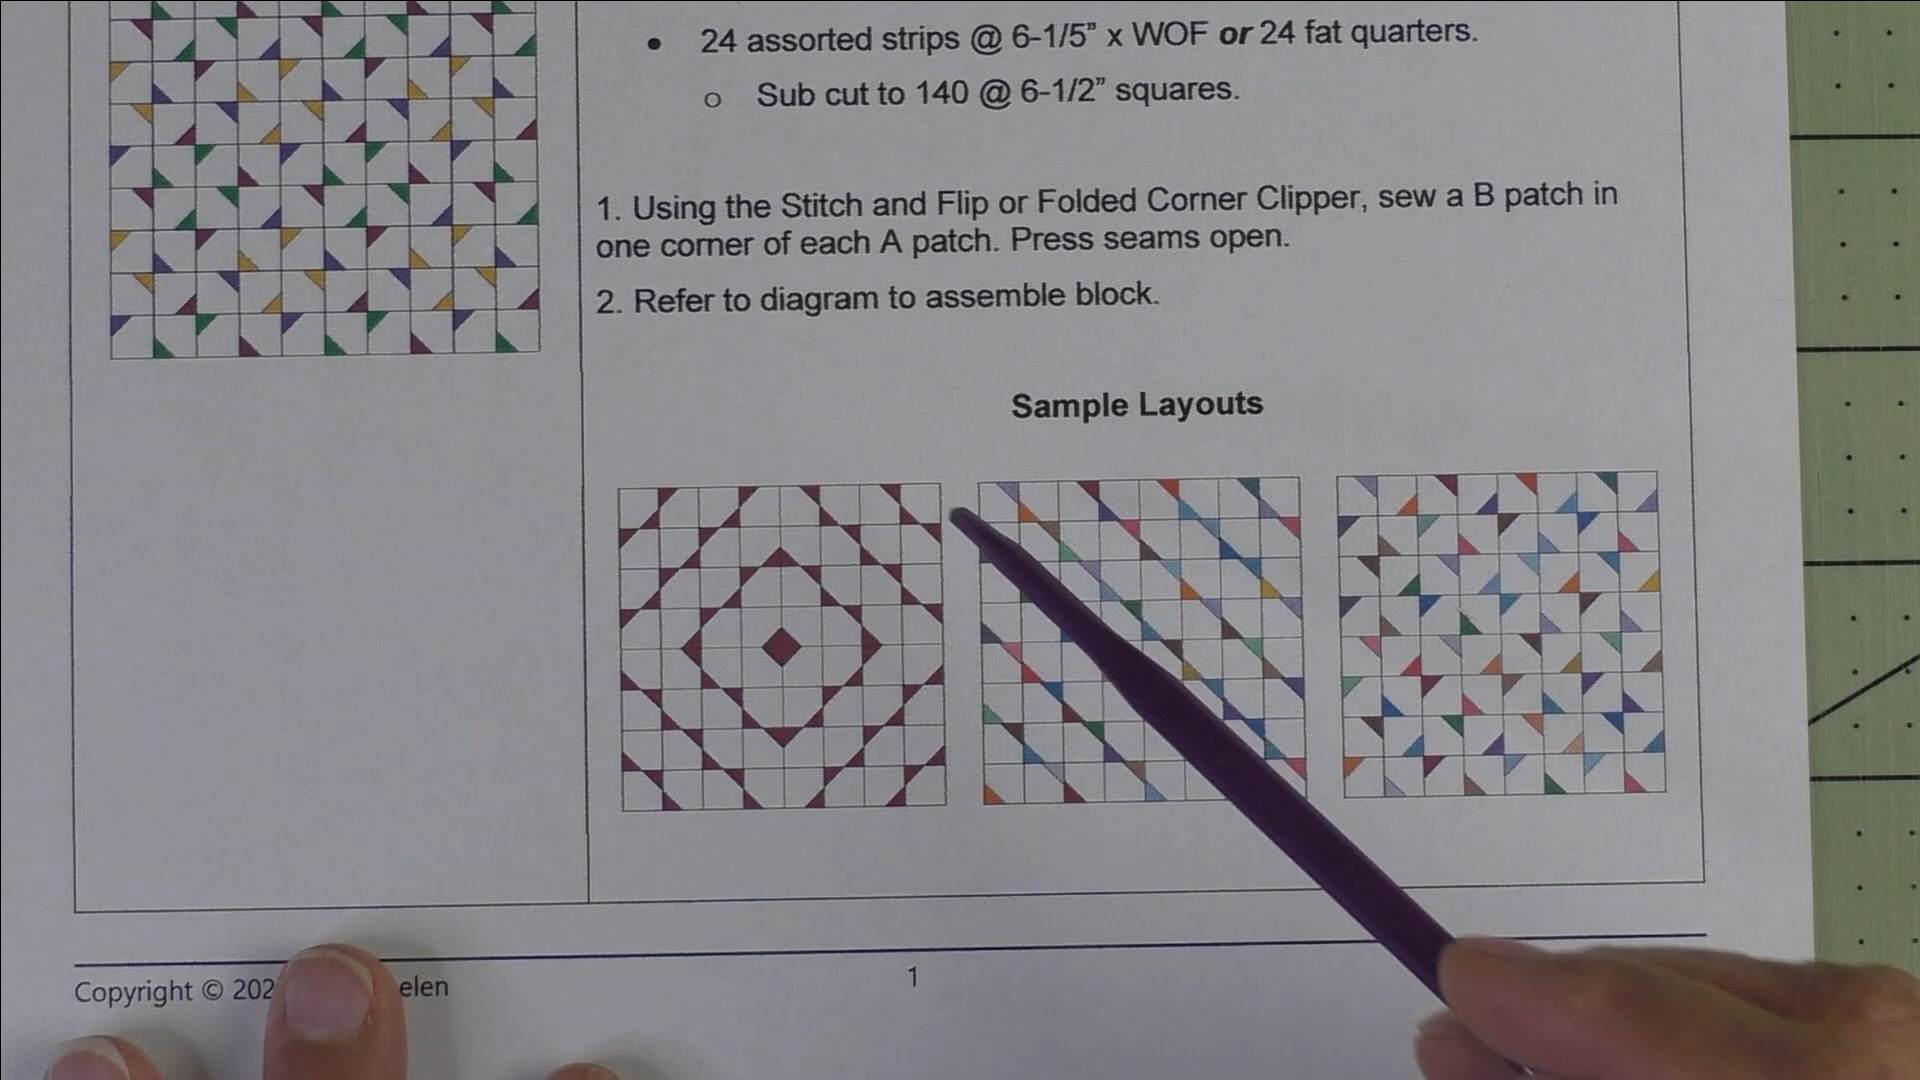 • 24 assorted strips @ 6-1/5” x WOF or 24 fat quarters.
o Sub cut to 140 @ 6-1/2” squares.
1. Using the Stitch and Flip or Folded Corner Clipper, sew a B patch in
one corner of each A patch. Press seams open.
2. Refer to diagram to assemble block.
Sample Layouts
Copyright © 202 elen
1